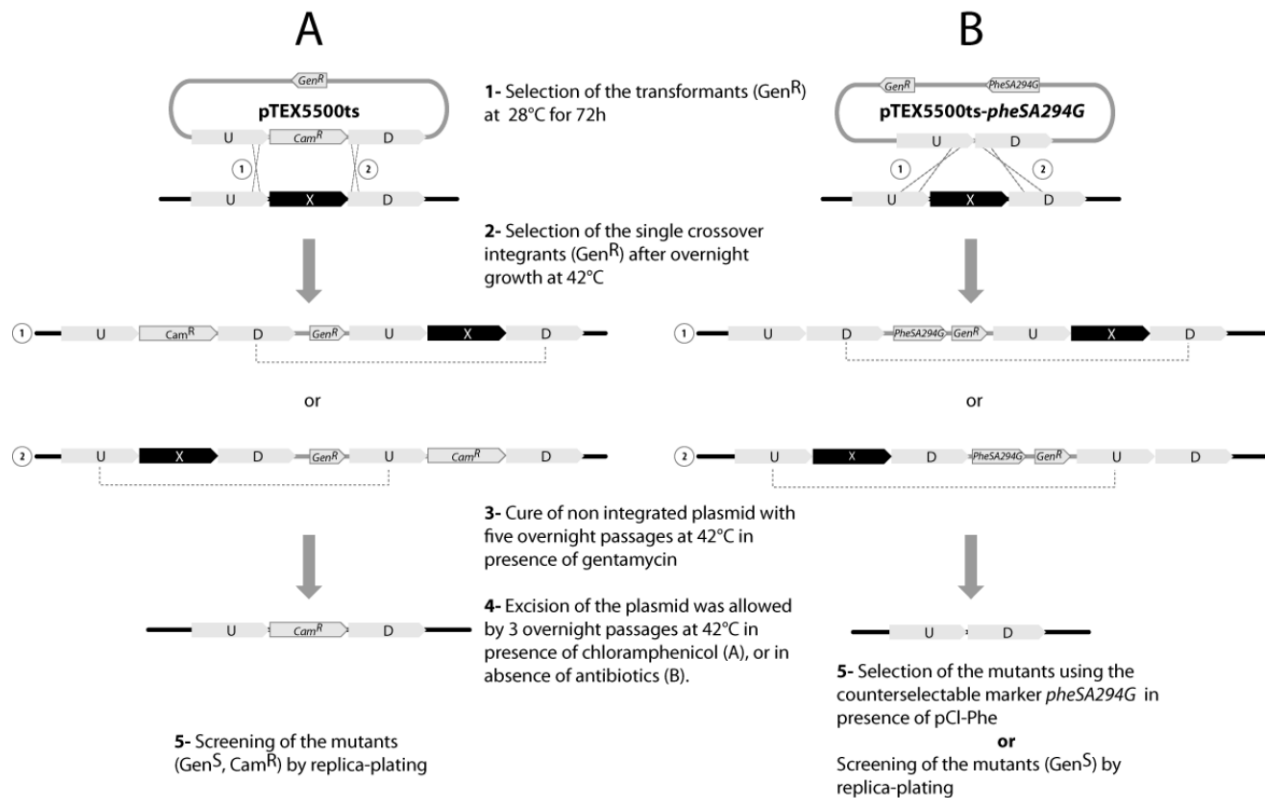 A
B
GenR
pTEX5500ts
U CamR D
1 2
U X D
1- Selection of the transformants (GenR)
at 28°C for 72h
GenR PheSA294G
pTEX5500ts-pheSA294G
U D
1 2
U X D
2- Selection of the single crossover
integrants (GenR) after overnight
growth at 42°C
1 U CamR D GenR U X D
or
2 U X D GenR U CamR D
1 U D PheSA294G GenR U X D
or
2 U X D PheSA294G GenR U D
3- Cure of non integrated plasmid with
five overnight passages at 42°C in
presence of gentamycin
4- Excision of the plasmid was allowed
by 3 overnight passages at 42°C in
presence of chloramphenicol (A), or in
absence of antibiotics (B).
U CamR D
U D
5- Screening of the mutants
(GenS, CamR) by replica-plating
5- Selection of the mutants using the
counterselectable marker pheSA294G in
presence of pCl-Phe
or
Screening of the mutants (GenS) by
replica-plating